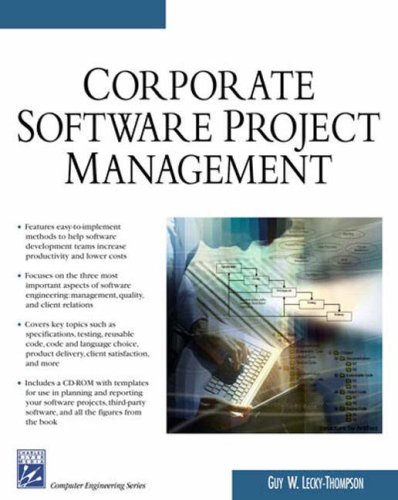 CORPORATE
SOFTWARE PROJECT
MANAGEMENT
• Features easy-to-implement
methods to help software
development teams increase
productivity and lower costs
• Focuses on the three most
important aspects of software
engineering: management, quality,
and client relations
• Covers key topics such as
specifications, testing, reusable
code, code and language choice,
product delivery, client satisfaction,
and more
• Includes a CD-ROM with templates
for use in planning and reporting
your software projects, third-party
software, and all the figures from
the book
CHARLES
RIVER
MEDIA
Computer Engineering Series
GUY W. LECKY-THOMPSON